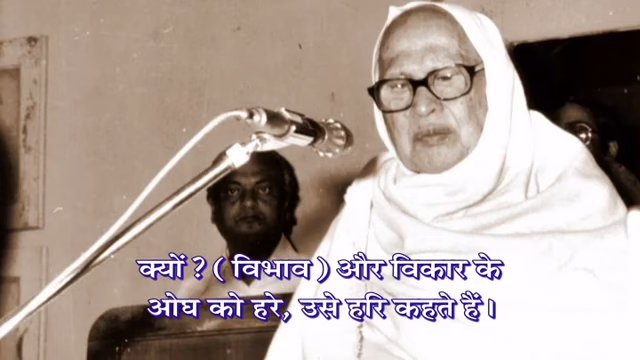 क्यों ? ( विभाव ) और विकार के
ओघ को हरे, उसे हरि कहते हैं।